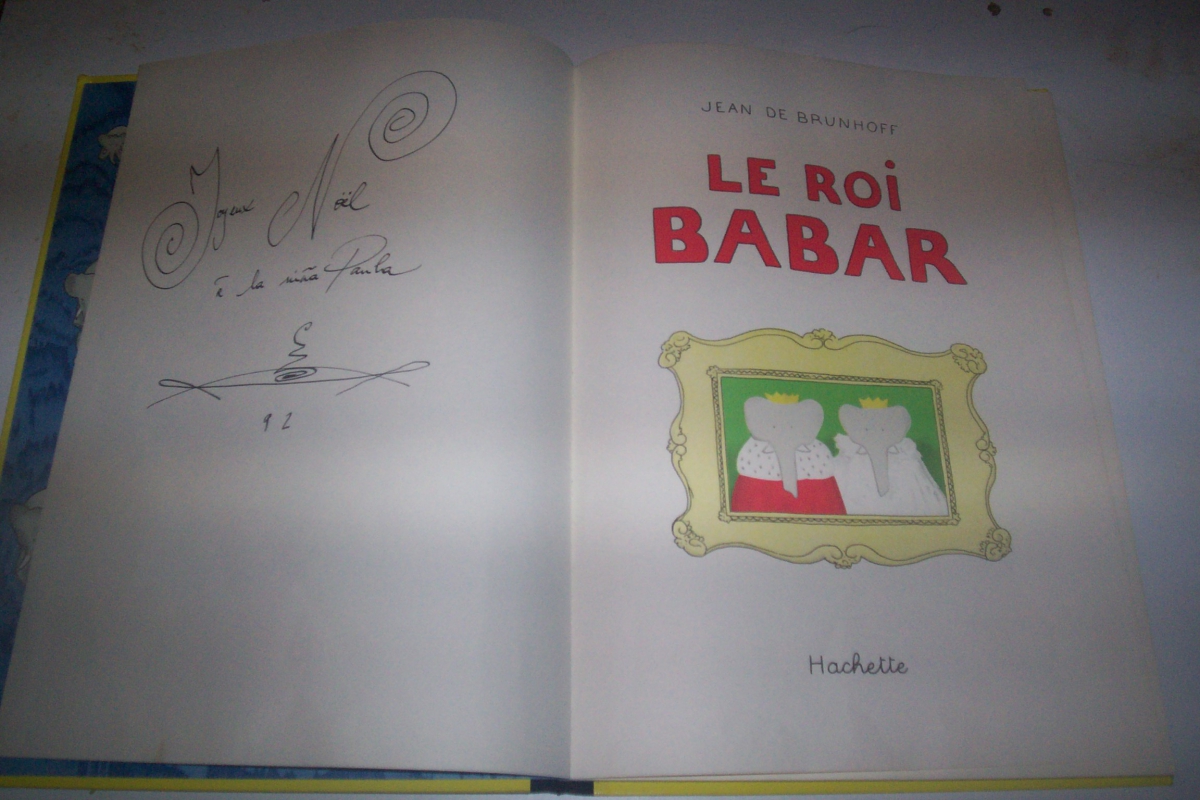 Joyeux Noël
à la niña Paula
92
JEAN DE BRUNHOFF
LE ROI
BABAR
Hachette